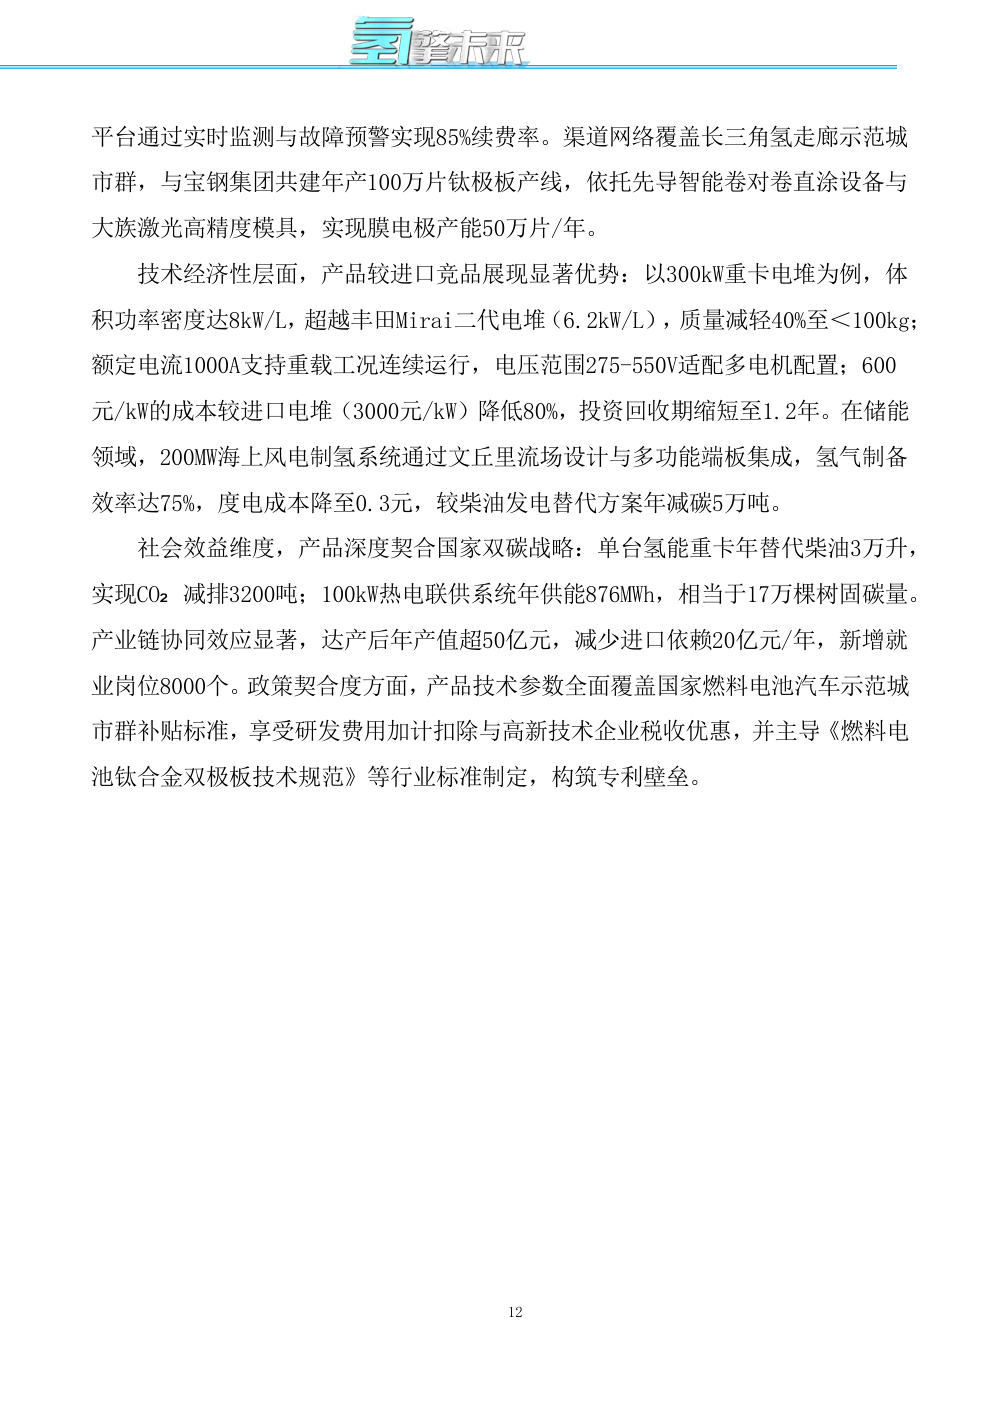 氢擎未来
平台通过实时监测与故障预警实现85%续费率。渠道网络覆盖长三角氢走廊示范城
市群，与宝钢集团共建年产100万片钛极板产线，依托先导智能卷对卷直涂设备与
大族激光高精度模具，实现膜电极产能50万片/年。
技术经济性层面，产品较进口竞品展现显著优势：以300kW重卡电堆为例，体
积功率密度达8kW/L，超越丰田Mirai二代电堆（6.2kW/L），质量减轻40%至＜100kg；
额定电流1000A支持重载工况连续运行，电压范围275-550V适配多电机配置；600
元/kW的成本较进口电堆（3000元/kW）降低80%，投资回收期缩短至1.2年。在储能
领域，200MW海上风电制氢系统通过文丘里流场设计与多功能端板集成，氢气制备
效率达75%，度电成本降至0.3元，较柴油发电替代方案年减碳5万吨。
社会效益维度，产品深度契合国家双碳战略：单台氢能重卡年替代柴油3万升，
实现CO₂ 减排3200吨；100kW热电联供系统年供能876MWh，相当于17万棵树固碳量。
产业链协同效应显著，达产后年产值超50亿元，减少进口依赖20亿元/年，新增就
业岗位8000个。政策契合度方面，产品技术参数全面覆盖国家燃料电池汽车示范城
市群补贴标准，享受研发费用加计扣除与高新技术企业税收优惠，并主导《燃料电
池钛合金双极板技术规范》等行业标准制定，构筑专利壁垒。
12